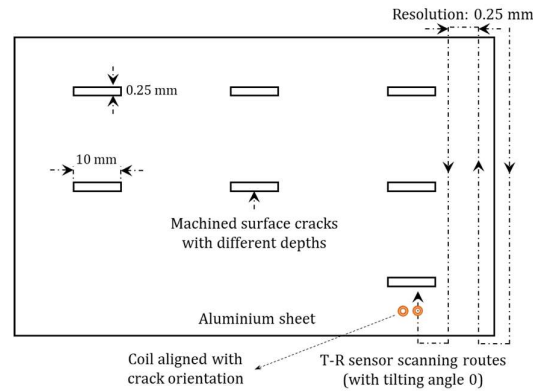 Resolution: 0.25 mm
0.25 mm
10 mm
Machined surface cracks
with different depths
Aluminium sheet
Coil aligned with
crack orientation
T-R sensor scanning routes
(with tilting angle 0)